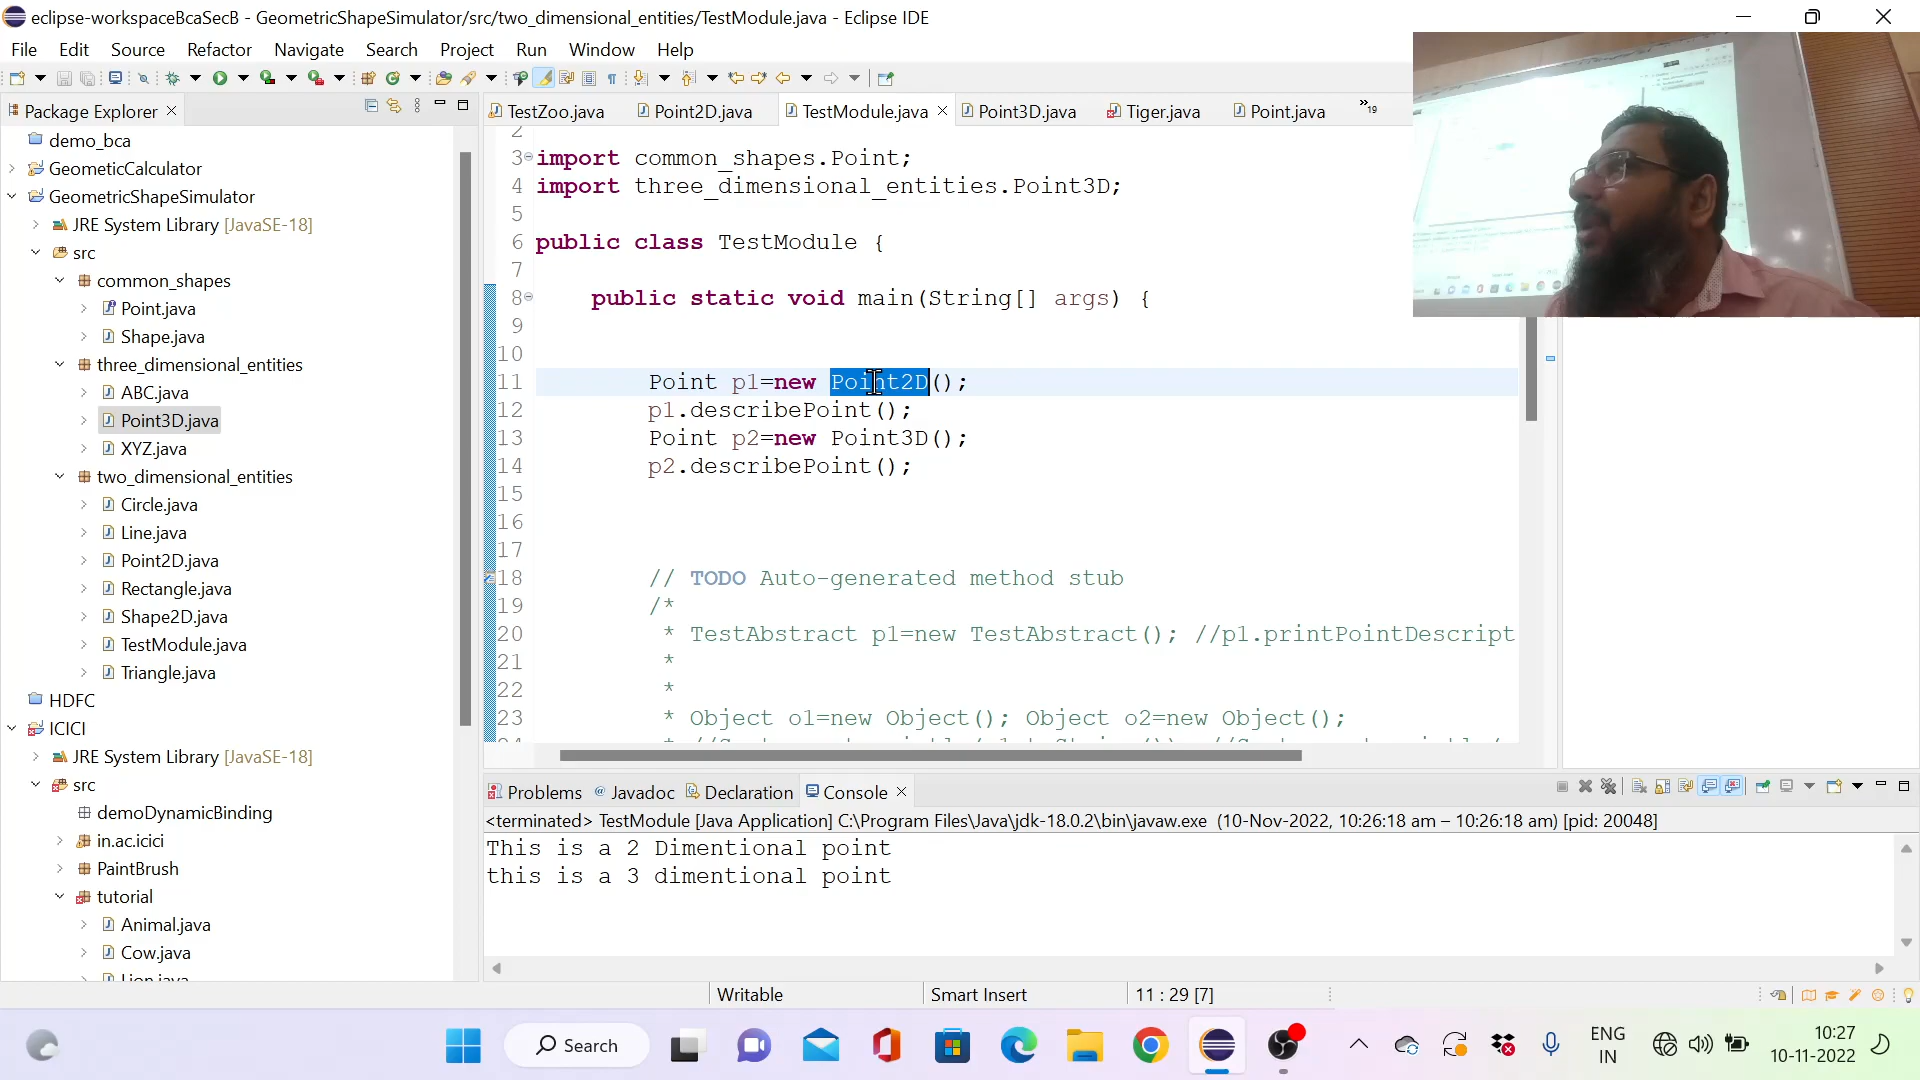 eclipse-workspaceBcaSecB - GeometricShapeSimulator/src/two_dimensional_entities/TestModule.java - Eclipse IDE
File Edit Source Refactor Navigate Search Project Run Window Help
Package Explorer
demo_bca
GeometicCalculator
GeometricShapeSimulator
JRE System Library [JavaSE-18]
src
common_shapes
Point.java
Shape.java
three_dimensional_entities
ABC.java
Point3D.java
XYZ.java
two_dimensional_entities
Circle.java
Line.java
Point2D.java
Rectangle.java
Shape2D.java
TestModule.java
Triangle.java
HDFC
ICICI
JRE System Library [JavaSE-18]
src
demoDynamicBinding
in.ac.icici
PaintBrush
tutorial
Animal.java
Cow.java
Lion.java
TestZoo.java Point2D.java TestModule.java Point3D.java Tiger.java Point.java »19
2
3 import common_shapes.Point;
4 import three_dimensional_entities.Point3D;
5
6 public class TestModule {
7
8 public static void main(String[] args) {
9
10
11 Point p1=new Point2D();
12 p1.describePoint();
13 Point p2=new Point3D();
14 p2.describePoint();
15
16
17
18 // TODO Auto-generated method stub
19 /*
20 * TestAbstract p1=new TestAbstract(); //p1.printPointDescript
21 *
22 *
23 * Object o1=new Object(); Object o2=new Object();
Problems Javadoc Declaration Console
<terminated> TestModule [Java Application] C:\Program Files\Java\jdk-18.0.2\bin\javaw.exe (10-Nov-2022, 10:26:18 am – 10:26:18 am) [pid: 20048]
This is a 2 Dimentional point
this is a 3 dimentional point
Writable Smart Insert 11 : 29 [7]
Search ENG IN 10:27 10-11-2022